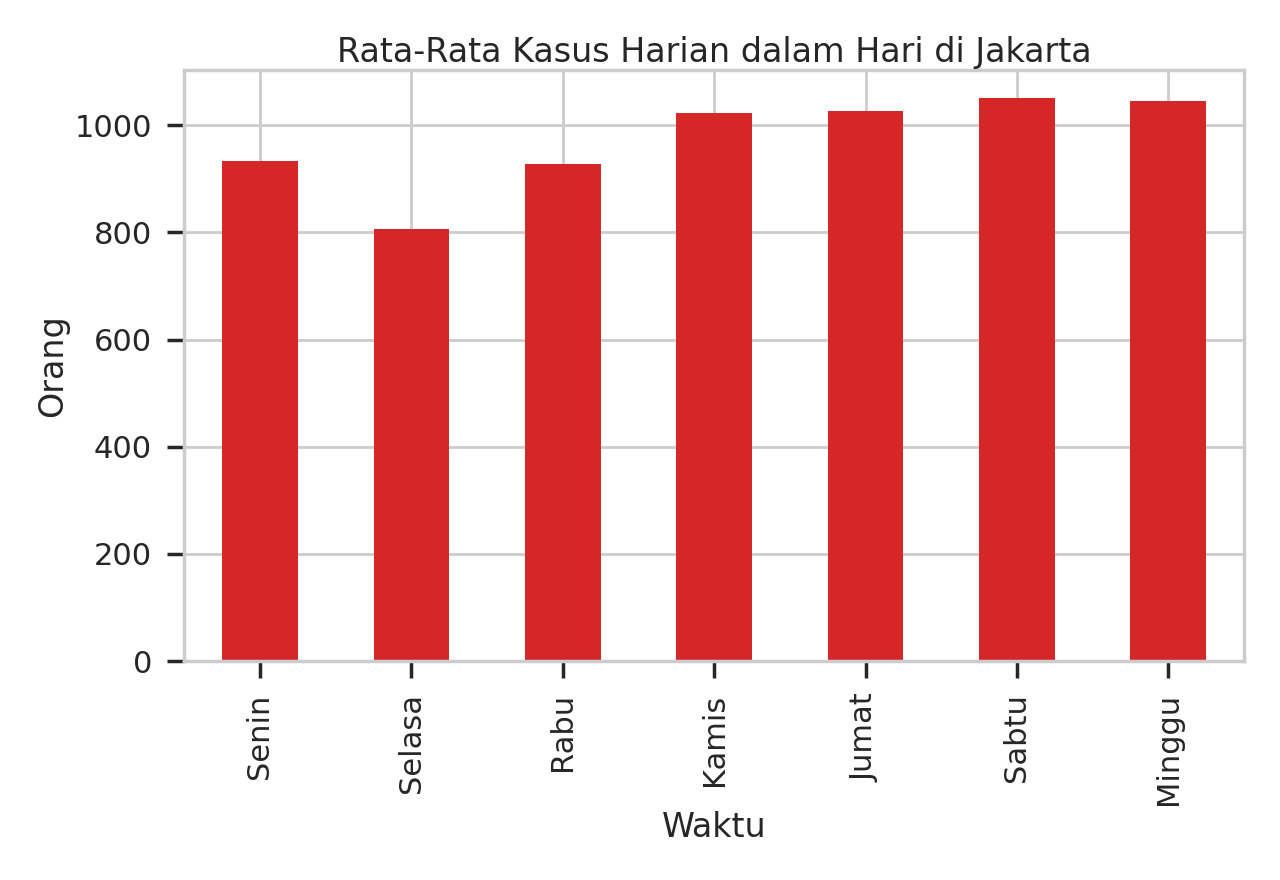 Rata-Rata Kasus Harian dalam Hari di Jakarta
1000
800
600
400
200
0
Orang
Senin
Selasa
Rabu
Kamis
Jumat
Sabtu
Minggu
Waktu